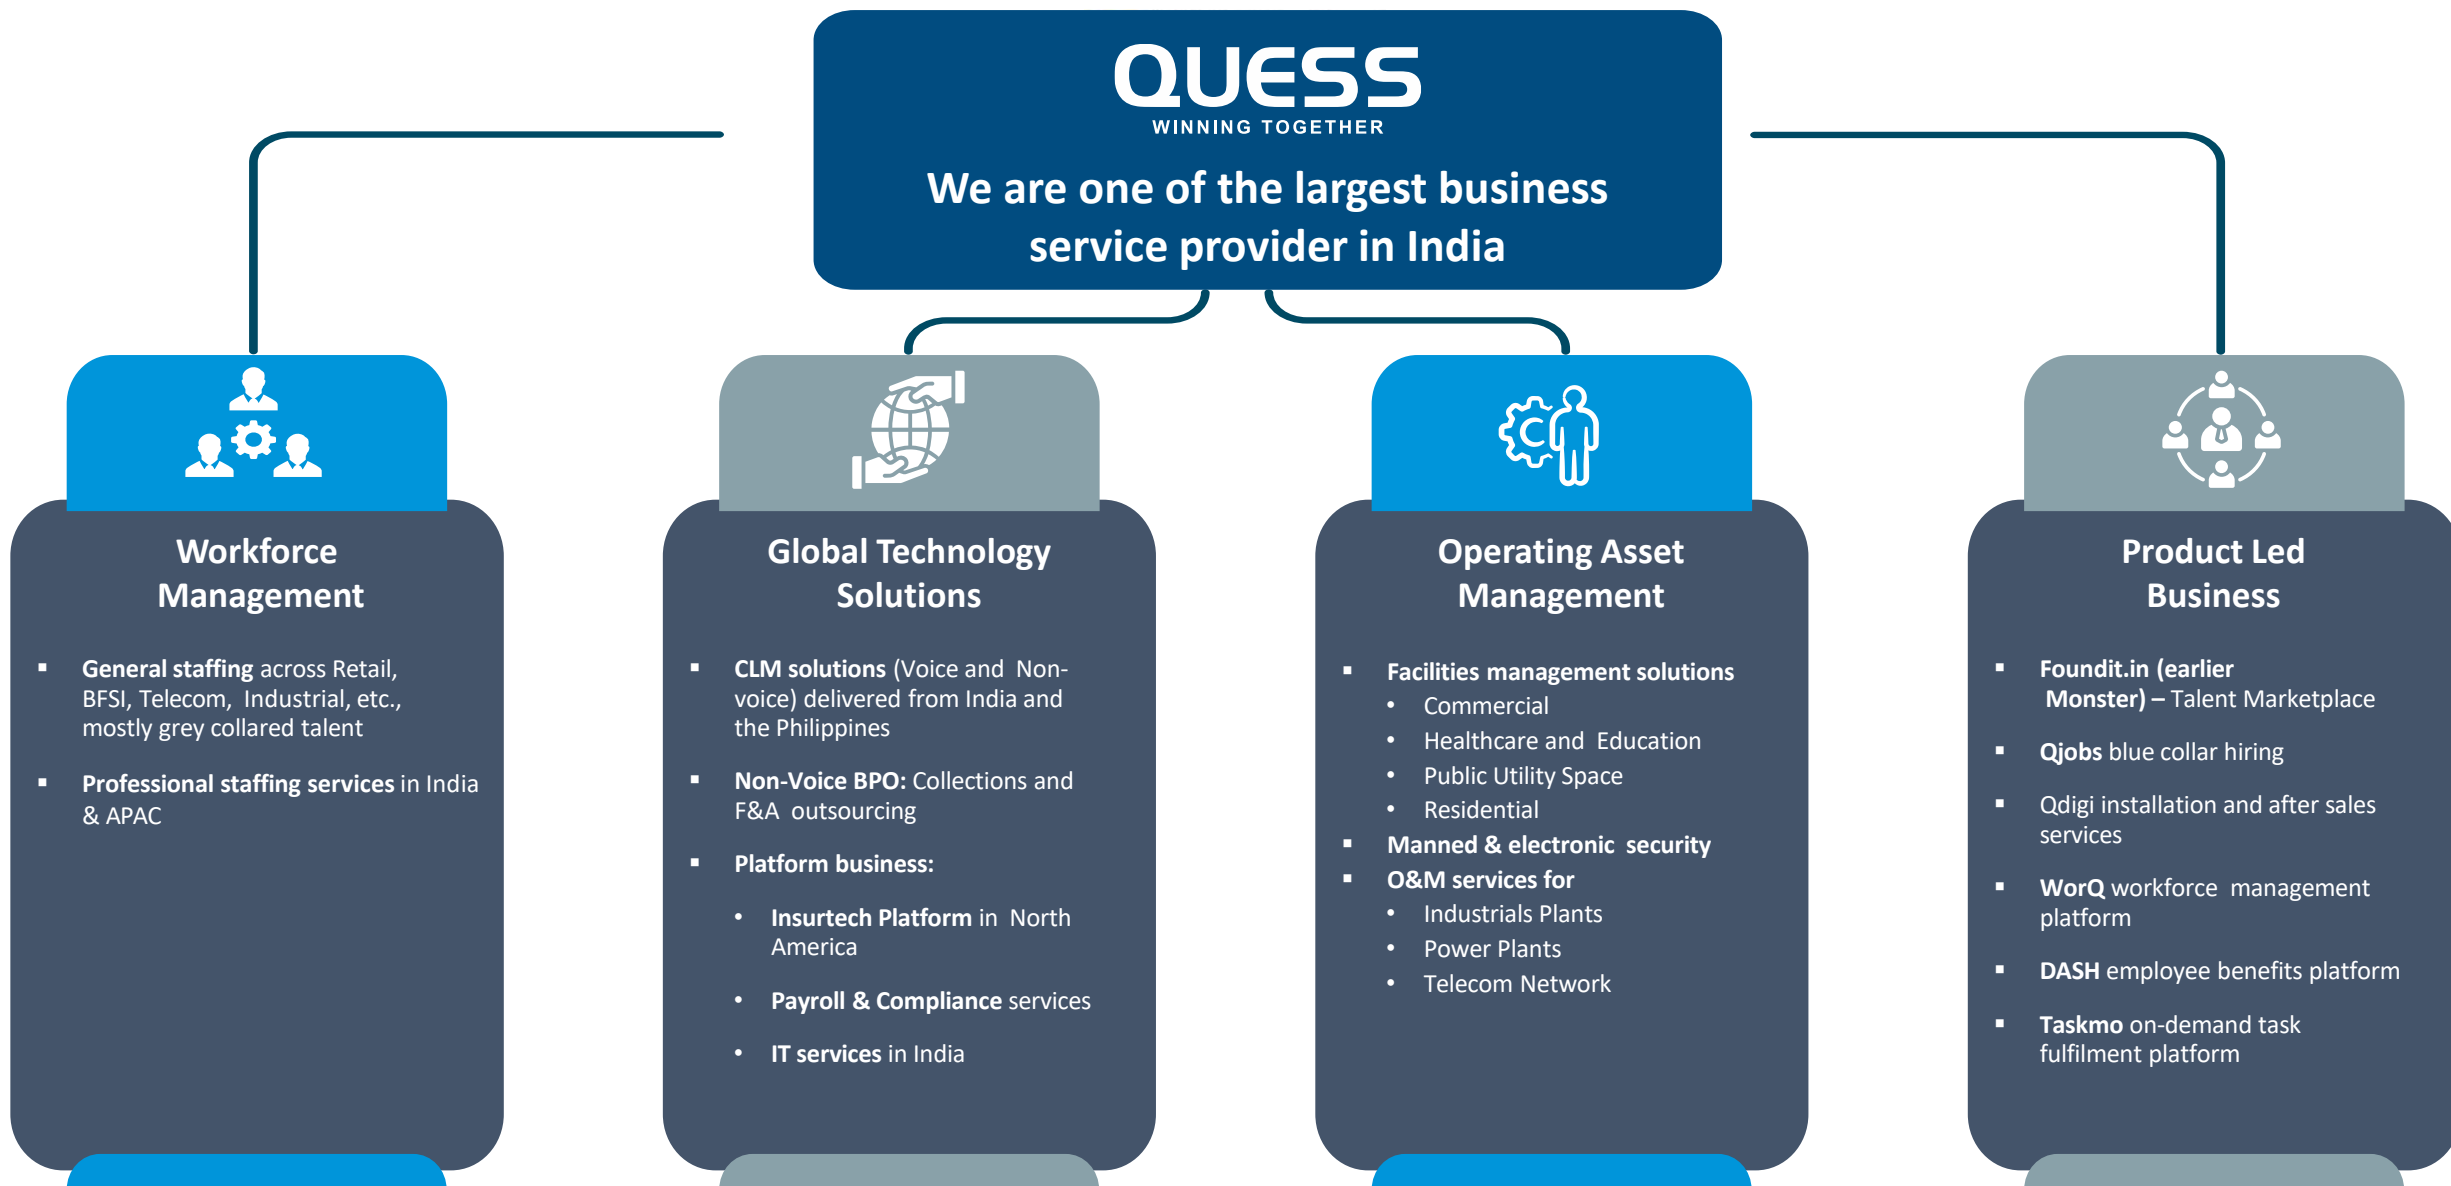 QUESS
WINNING TOGETHER
We are one of the largest business
service provider in India
Workforce
Management
▪ General staffing across Retail,
BFSI, Telecom, Industrial, etc.,
mostly grey collared talent
▪ Professional staffing services in India
& APAC
Global Technology
Solutions
▪ CLM solutions (Voice and Non-
voice) delivered from India and
the Philippines
▪ Non-Voice BPO: Collections and
F&A outsourcing
▪ Platform business:
• Insurtech Platform in North
America
• Payroll & Compliance services
• IT services in India
Operating Asset
Management
▪ Facilities management solutions
• Commercial
• Healthcare and Education
• Public Utility Space
• Residential
▪ Manned & electronic security
▪ O&M services for
• Industrials Plants
• Power Plants
• Telecom Network
Product Led
Business
▪ Foundit.in (earlier
Monster) – Talent Marketplace
▪ Qjobs blue collar hiring
▪ Qdigi installation and after sales
services
▪ WorQ workforce management
platform
▪ DASH employee benefits platform
▪ Taskmo on-demand task
fulfilment platform